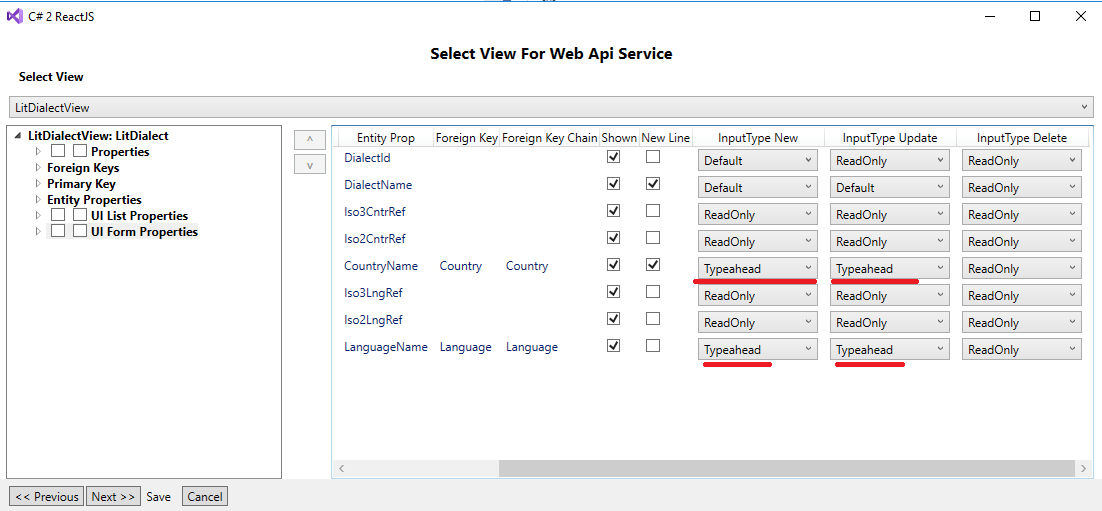 C# 2 ReactJS
Select View For Web Api Service
Select View
LitDialectView
LitDialectView: LitDialect
Properties
Foreign Keys
Primary Key
Entity Properties
UI List Properties
UI Form Properties
Entity Prop Foreign Key Foreign Key Chain Shown New Line InputType New InputType Update InputType Delete
DialectId Default ReadOnly ReadOnly
DialectName Default Default ReadOnly
Iso3CntrRef ReadOnly ReadOnly ReadOnly
Iso2CntrRef ReadOnly ReadOnly ReadOnly
CountryName Country Country Typeahead Typeahead ReadOnly
Iso3LngRef ReadOnly ReadOnly ReadOnly
Iso2LngRef ReadOnly ReadOnly ReadOnly
LanguageName Language Language Typeahead Typeahead ReadOnly
<< Previous Next >> Save Cancel